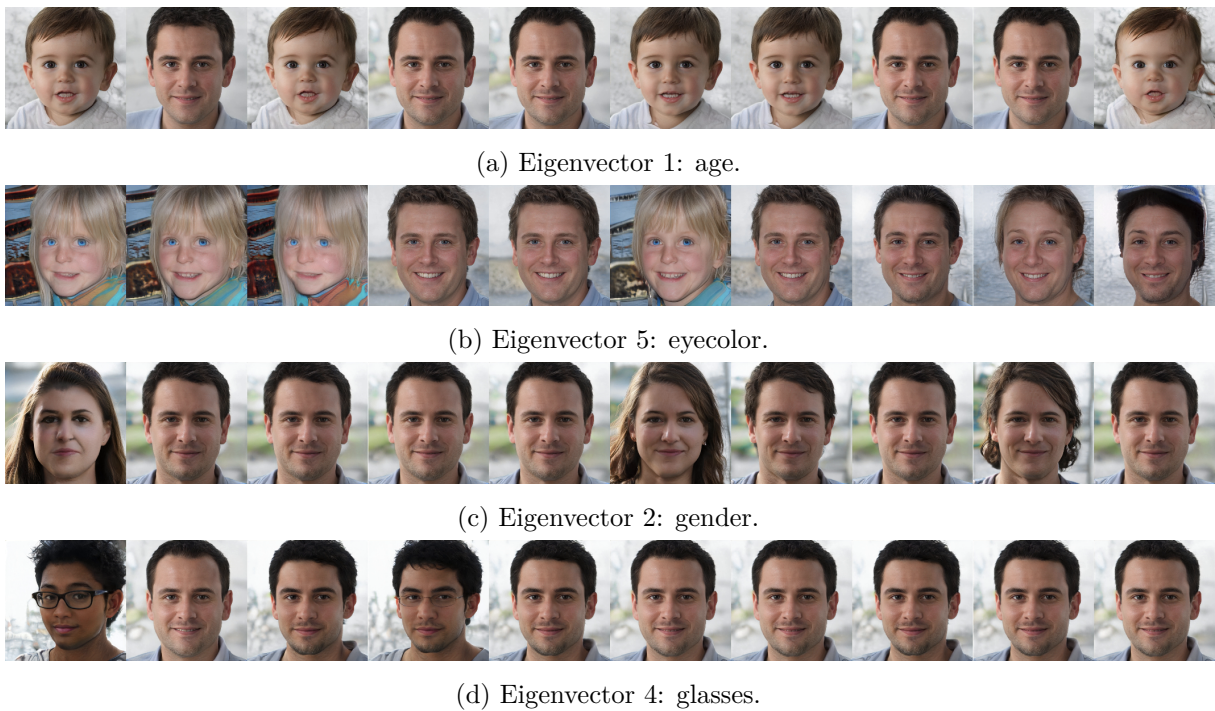 (a) Eigenvector 1: age.
(b) Eigenvector 5: eyecolor.
(c) Eigenvector 2: gender.
(d) Eigenvector 4: glasses.